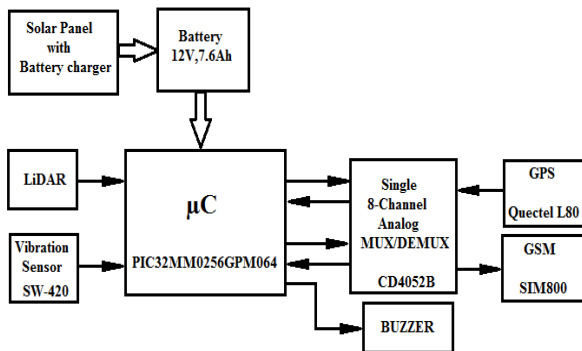 Solar Panel
with
Battery charger
Battery
12V,7.6Ah
LiDAR
Vibration
Sensor
SW-420
μC
PIC32MM0256GPM064
Single
8-Channel
Analog
MUX/DEMUX
CD4052B
GPS
Quectel L80
GSM
SIM800
BUZZER